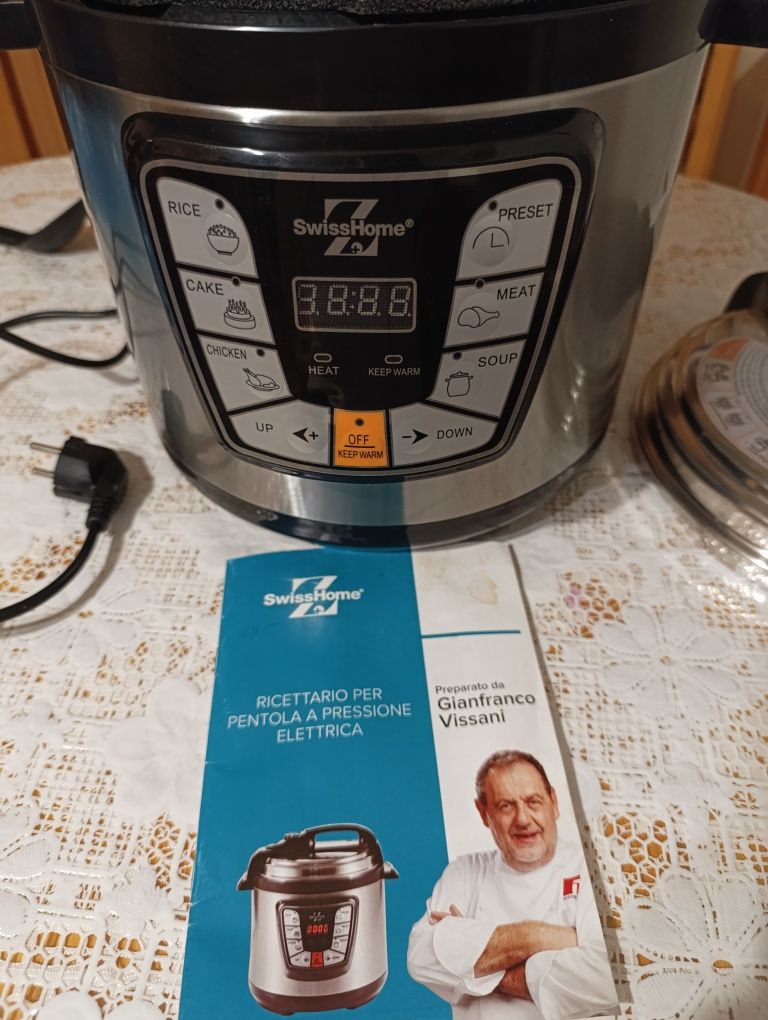 RICE
PRESET
SwissHome®
CAKE
MEAT
CHICKEN
HEAT
KEEP WARM
SOUP
UP
+
OFF
KEEP WARM
DOWN
SwissHome®
RICETTARIO PER
PENTOLA A PRESSIONE
ELETTRICA
Preparato da
Gianfranco
Vissani